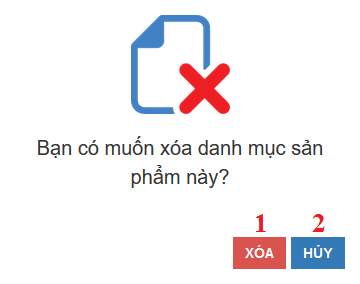 Bạn có muốn xóa danh mục sản
phẩm này?
1 2
XÓA HỦY